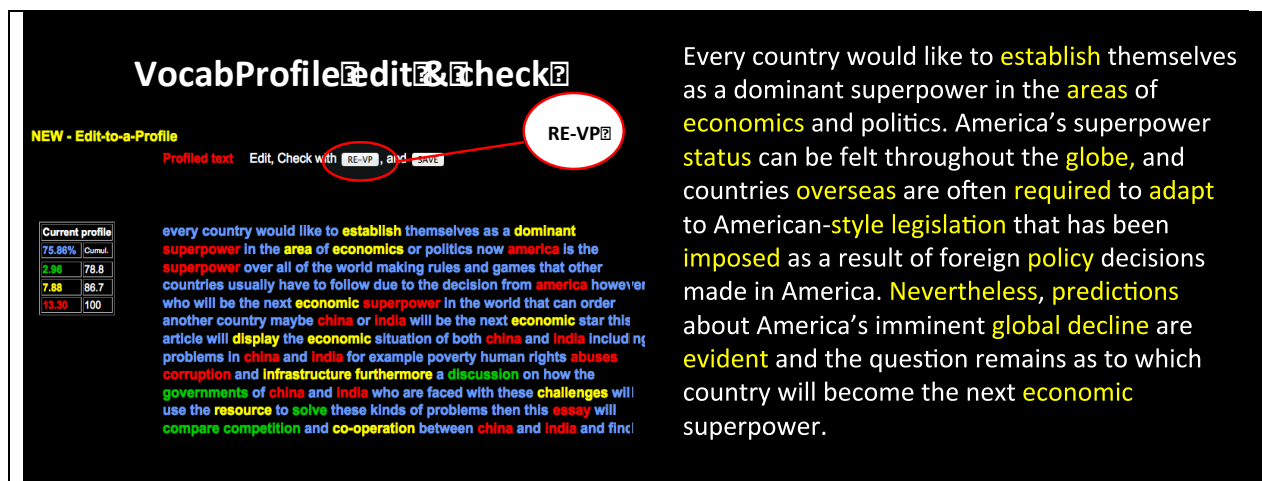 VocabProfile edit & check
NEW - Edit-to-a-Profile
Profiled text Edit, Check with RE-VP , and SAVE
RE-VP
Current profile
75.86% Cumul.
2.96 78.8
7.88 86.7
13.30 100
every country would like to establish themselves as a dominant
superpower in the area of economics or politics now america is the
superpower over all of the world making rules and games that other
countries usually have to follow due to the decision from america however
who will be the next economic superpower in the world that can order
another country maybe china or india will be the next economic star this
article will display the economic situation of both china and india includ ng
problems in china and india for example poverty human rights abuses
corruption and infrastructure furthermore a discussion on how the
governments of china and india who are faced with these challenges will
use the resource to solve these kinds of problems then this essay will
compare competition and co-operation between china and india and find
Every country would like to establish themselves
as a dominant superpower in the areas of
economics and politics. America's superpower
status can be felt throughout the globe, and
countries overseas are often required to adapt
to American-style legislation that has been
imposed as a result of foreign policy decisions
made in America. Nevertheless, predictions
about America's imminent global decline are
evident and the question remains as to which
country will become the next economic
superpower.